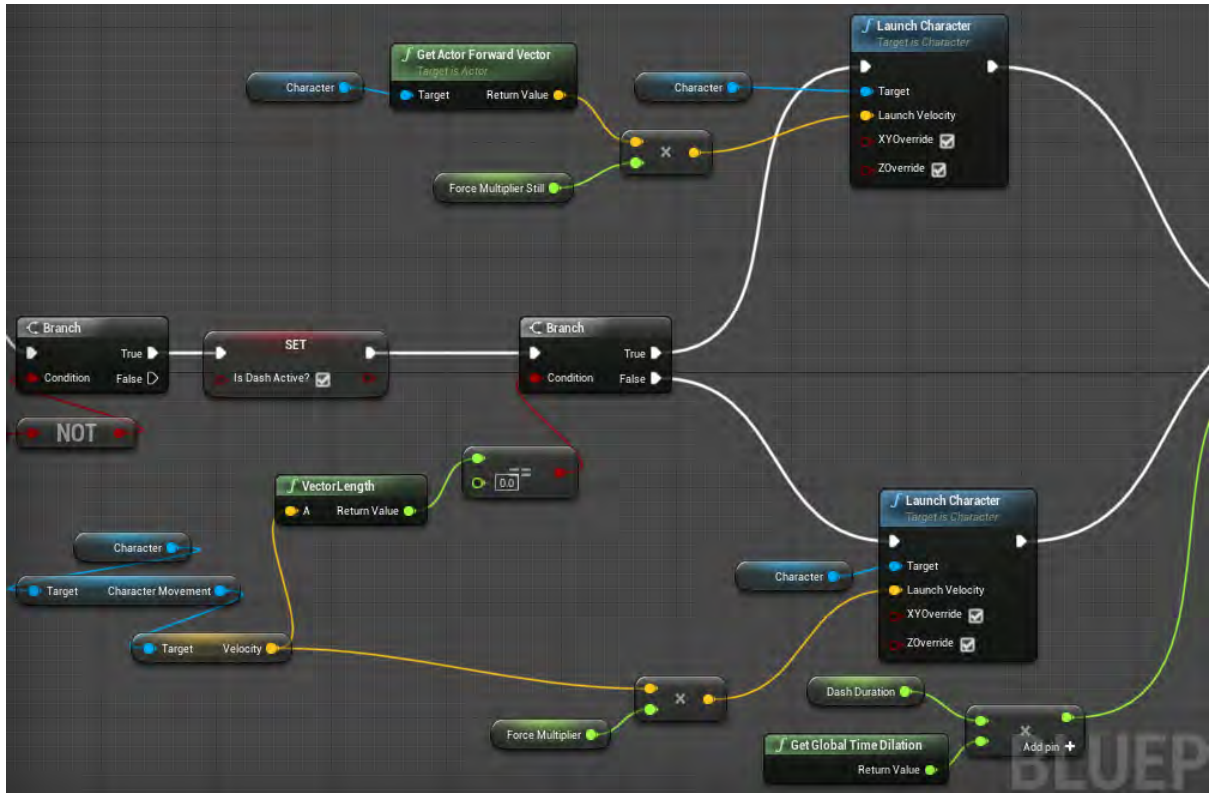 Launch Character
Target is Character
Target
Launch Velocity
XYOverride
ZOverride
Get Actor Forward Vector
Target is Actor
Target Return Value
Character
Character
×
Force Multiplier Still
Branch
True
Condition False
SET
Is Dash Active?
Branch
True
Condition False
NOT
==
0.0
VectorLength
A Return Value
Character
Target Character Movement
Target Velocity
Launch Character
Target is Character
Target
Launch Velocity
XYOverride
ZOverride
Character
×
Force Multiplier
Dash Duration
×
Add pin +
Get Global Time Dilation
Return Value
BLUEP